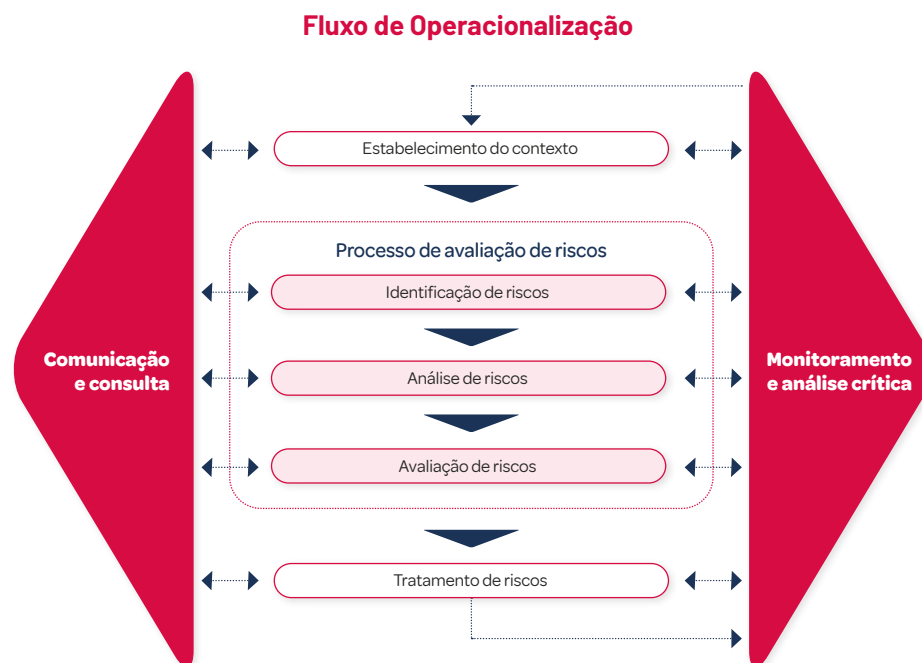 Fluxo de Operacionalização
Estabelecimento do contexto
Processo de avaliação de riscos
Identificação de riscos
Comunicação
e consulta
Análise de riscos
Monitoramento
e análise crítica
Avaliação de riscos
Tratamento de riscos